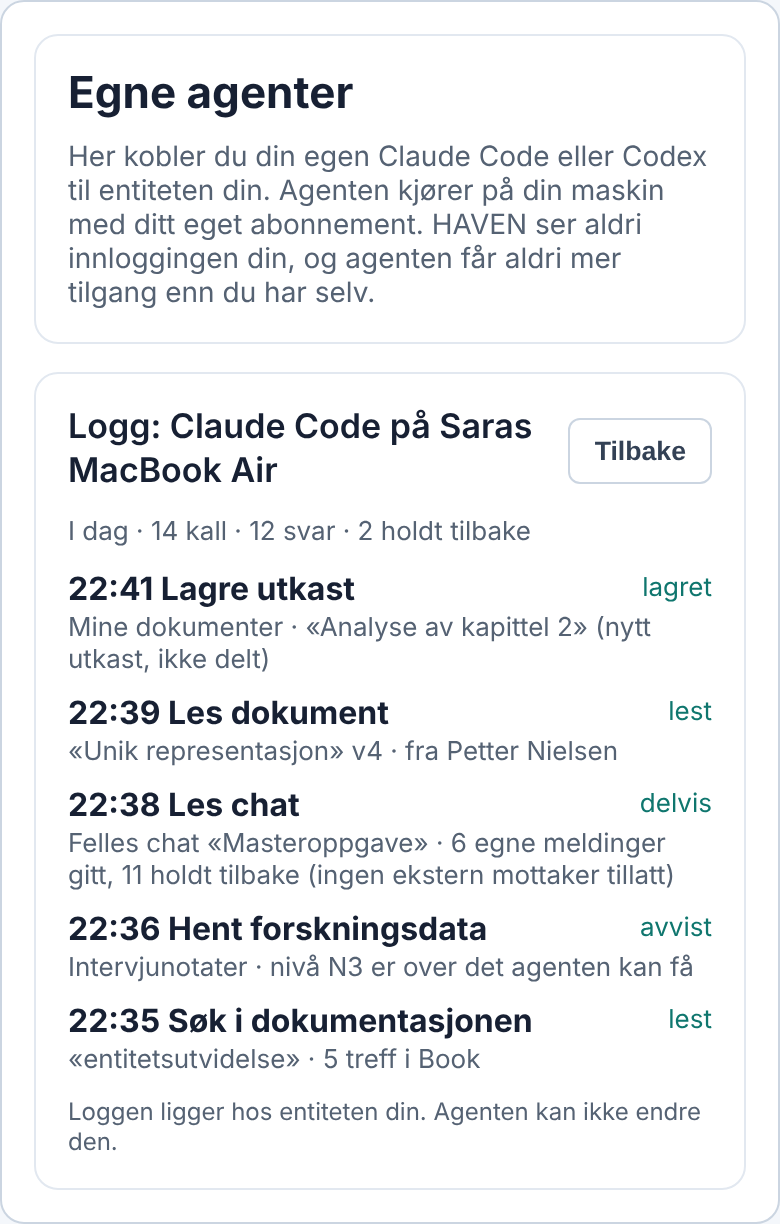 Egne agenter
Her kobler du din egen Claude Code eller Codex
til entiteten din. Agenten kjører på din maskin
med ditt eget abonnement. HAVEN ser aldri
innloggingen din, og agenten får aldri mer
tilgang enn du har selv.
Logg: Claude Code på Saras
MacBook Air
Tilbake
I dag · 14 kall · 12 svar · 2 holdt tilbake
22:41 Lagre utkast lagret
Mine dokumenter · «Analyse av kapittel 2» (nytt
utkast, ikke delt)
22:39 Les dokument lest
«Unik representasjon» v4 · fra Petter Nielsen
22:38 Les chat delvis
Felles chat «Masteroppgave» · 6 egne meldinger
gitt, 11 holdt tilbake (ingen ekstern mottaker tillatt)
22:36 Hent forskningsdata avvist
Intervjunotater · nivå N3 er over det agenten kan få
22:35 Søk i dokumentasjonen lest
«entitetsutvidelse» · 5 treff i Book
Loggen ligger hos entiteten din. Agenten kan ikke endre
den.